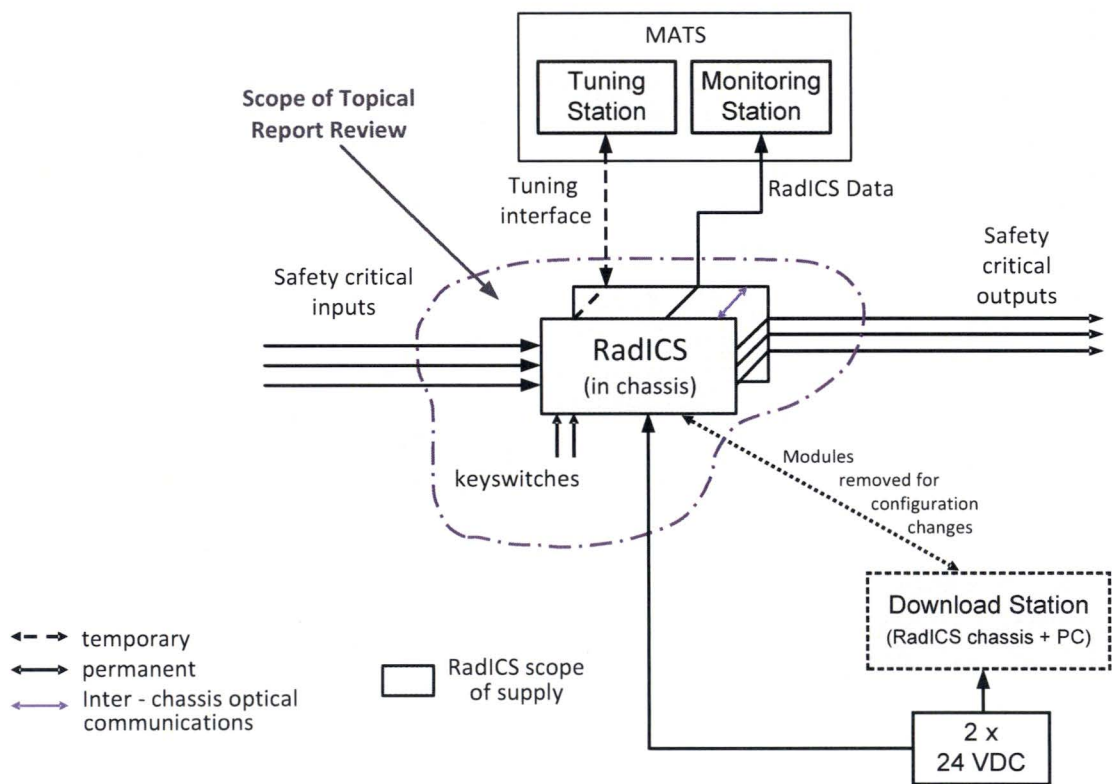 MATS
Tuning
Station
Monitoring
Station
Scope of Topical
Report Review
Tuning
interface
RadICS Data
Safety critical
inputs
Safety
critical
outputs
RadICS
(in chassis)
keyswitches
Modules
removed for
configuration
changes
Download Station
(RadICS chassis + PC)
temporary
permanent
Inter - chassis optical
communications
RadICS scope
of supply
2 x
24 VDC